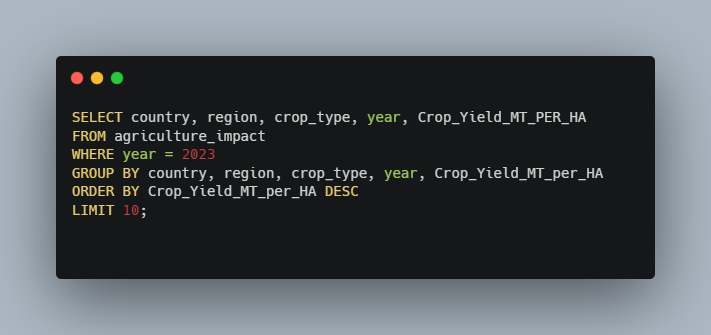 SELECT country, region, crop_type, year, Crop_Yield_MT_PER_HA
FROM agriculture_impact
WHERE year = 2023
GROUP BY country, region, crop_type, year, Crop_Yield_MT_per_HA
ORDER BY Crop_Yield_MT_per_HA DESC
LIMIT 10;